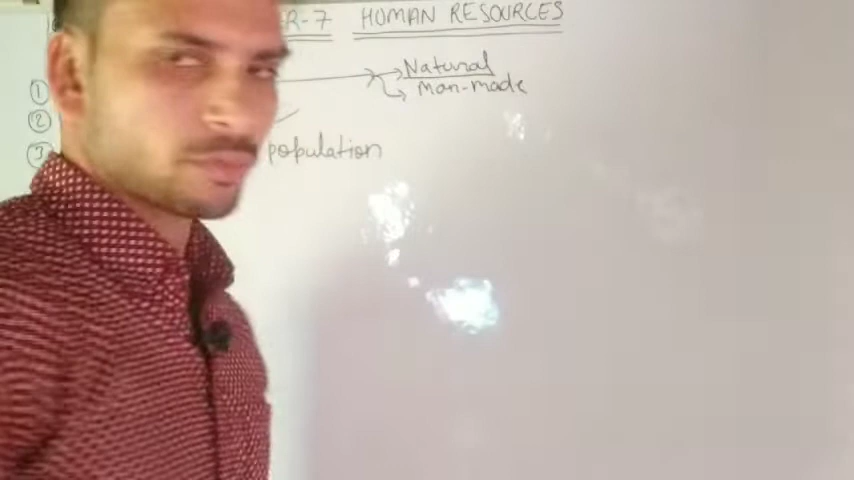 ER-7 HUMAN RESOURCES
1 Natural
Man-made
2
3 population